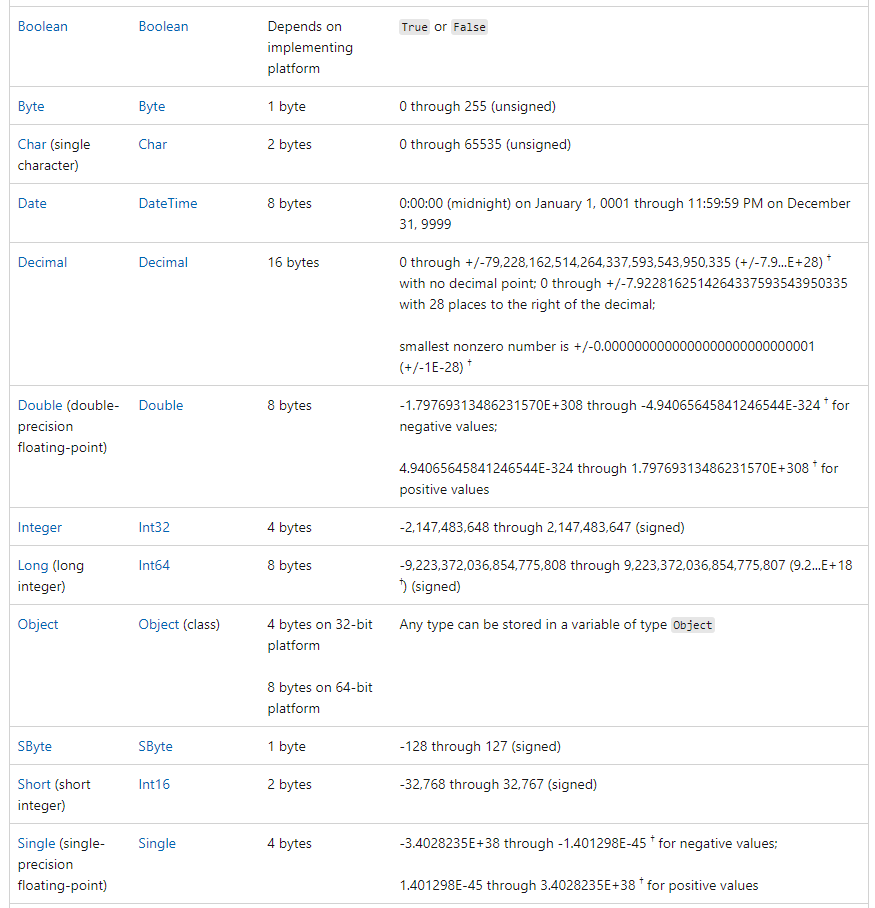 Boolean Boolean Depends on True or False
implementing
platform
Byte Byte 1 byte 0 through 255 (unsigned)
Char (single Char 2 bytes 0 through 65535 (unsigned)
character)
Date DateTime 8 bytes 0:00:00 (midnight) on January 1, 0001 through 11:59:59 PM on December
31, 9999
Decimal Decimal 16 bytes 0 through +/-79,228,162,514,264,337,593,543,950,335 (+/-7.9...E+28) †
with no decimal point; 0 through +/-7.9228162514264337593543950335
with 28 places to the right of the decimal;
smallest nonzero number is +/-0.0000000000000000000000000001
(+/-1E-28) †
Double (double- Double 8 bytes -1.79769313486231570E+308 through -4.94065645841246544E-324 † for
precision negative values;
floating-point)
4.94065645841246544E-324 through 1.79769313486231570E+308 † for
positive values
Integer Int32 4 bytes -2,147,483,648 through 2,147,483,647 (signed)
Long (long Int64 8 bytes -9,223,372,036,854,775,808 through 9,223,372,036,854,775,807 (9.2...E+18
integer) †) (signed)
Object Object (class) 4 bytes on 32-bit Any type can be stored in a variable of type Object
platform
8 bytes on 64-bit
platform
SByte SByte 1 byte -128 through 127 (signed)
Short (short Int16 2 bytes -32,768 through 32,767 (signed)
integer)
Single (single- Single 4 bytes -3.4028235E+38 through -1.401298E-45 † for negative values;
precision
floating-point) 1.401298E-45 through 3.4028235E+38 † for positive values